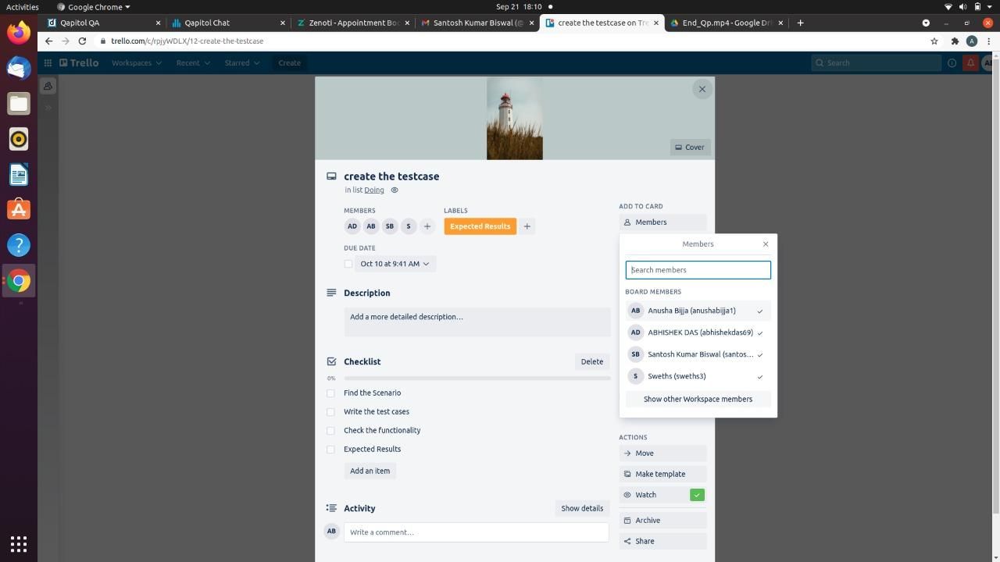 Activities
Google Chrome
Sep 21 18:10
Qapitol QA
Qapitol Chat
Zenoti - Appointment Boo
Santosh Kumar Biswal (@
create the testcase on Tre
End_Qp.mp4 - Google Dri
trello.com/c/rpjyWDLX/12-create-the-testcase
A
Trello
Workspaces
Recent
Starred
Create
Search
Cover
create the testcase
in list Doing
MEMBERS
LABELS
AD AB SB S
Expected Results
DUE DATE
Oct 10 at 9:41 AM
Description
Add a more detailed description…
Checklist
Delete
0%
Find the Scenario
Write the test cases
Check the functionality
Expected Results
Add an item
Activity
Show details
AB
Write a comment…
ADD TO CARD
Members
Members
Search members
BOARD MEMBERS
AB Anusha Bijja (anushabijja1)
AD ABHISHEK DAS (abhishekdas69)
SB Santosh Kumar Biswal (santos…
S Sweths (sweths3)
Show other Workspace members
ACTIONS
Move
Make template
Watch
Archive
Share